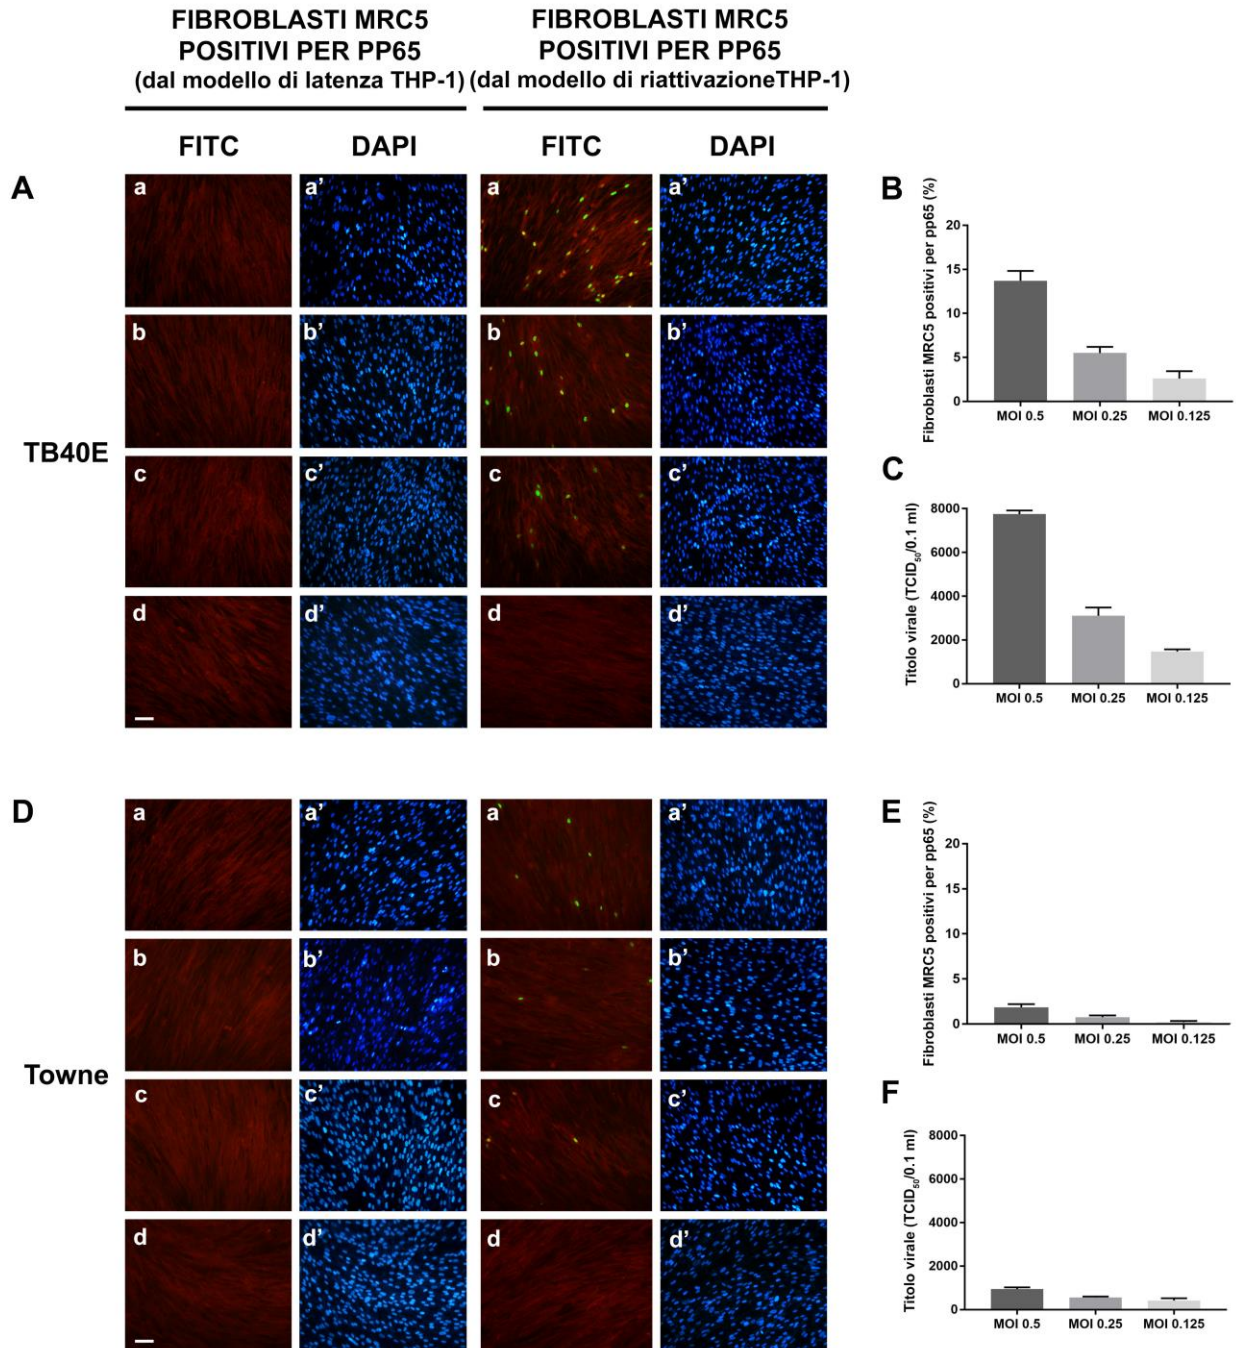 FIBROBLASTI MRC5
POSITIVI PER PP65
(dal modello di latenza THP-1)
FIBROBLASTI MRC5
POSITIVI PER PP65
(dal modello di riattivazioneTHP-1)
FITC
DAPI
FITC
DAPI
A
TB40E
a
a'
a
a'
b
b'
b
b'
c
c'
c
c'
d
d'
d
d'
B
Fibroblasti MRC5 positivi per pp65 (%)
20
15
10
5
0
MOI 0.5
MOI 0.25
MOI 0.125
C
Titolo virale (TCID50/0.1 ml)
8000
6000
4000
2000
0
MOI 0.5
MOI 0.25
MOI 0.125
D
Towne
a
a'
a
a'
b
b'
b
b'
c
c'
c
c'
d
d'
d
d'
E
Fibroblasti MRC5 positivi per pp65 (%)
20
15
10
5
0
MOI 0.5
MOI 0.25
MOI 0.125
F
Titolo virale (TCID50/0.1 ml)
8000
6000
4000
2000
0
MOI 0.5
MOI 0.25
MOI 0.125